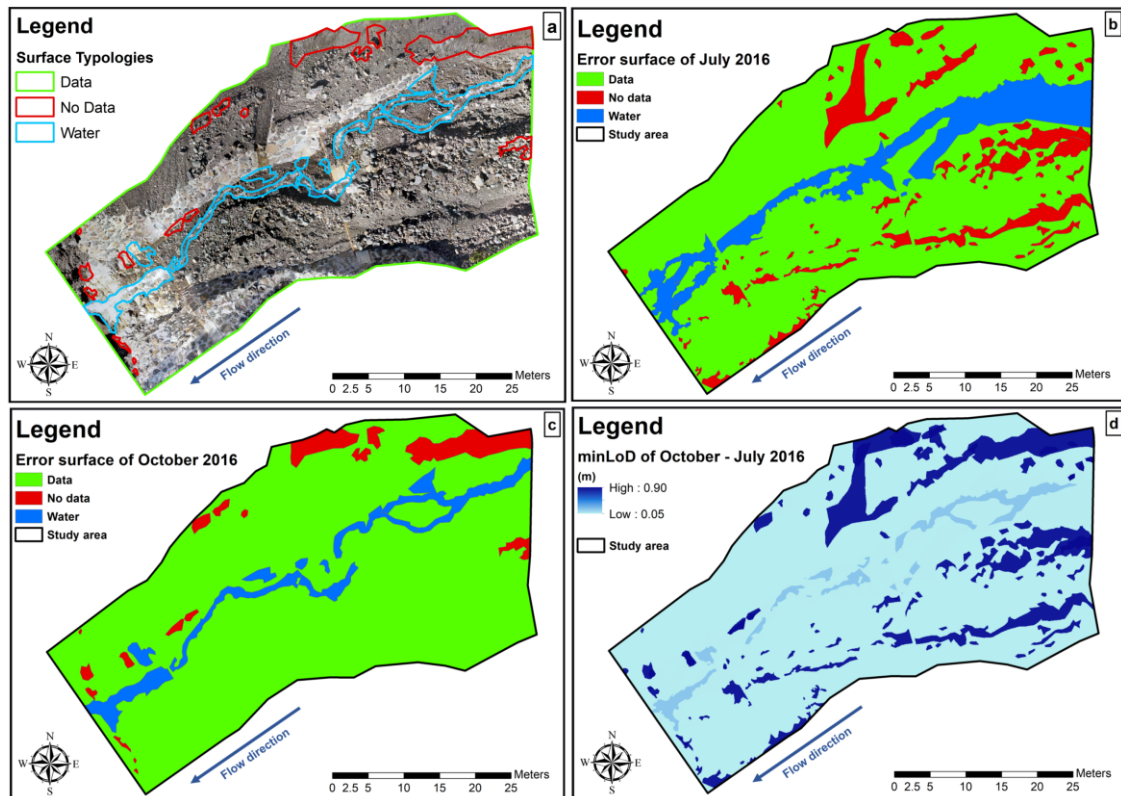 a
Legend
Surface Typologies
Data
No Data
Water
N
W E
S
Flow direction
Meters
0 2.5 5 10 15 20 25
b
Legend
Error surface of July 2016
Data
No data
Water
Study area
N
W E
S
Flow direction
Meters
0 2.5 5 10 15 20 25
c
Legend
Error surface of October 2016
Data
No data
Water
Study area
N
W E
S
Flow direction
Meters
0 2.5 5 10 15 20 25
d
Legend
minLoD of October - July 2016
(m)
High : 0.90
Low : 0.05
Study area
N
W E
S
Flow direction
Meters
0 2.5 5 10 15 20 25